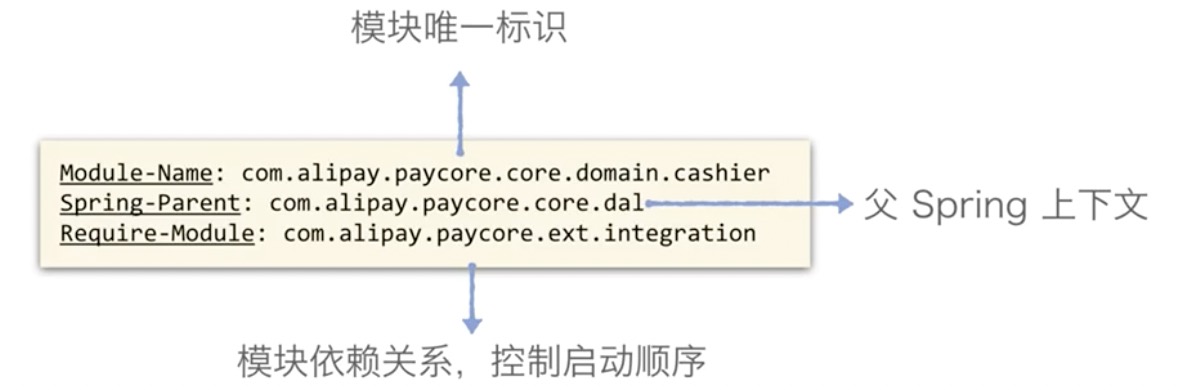 模块唯一标识
Module-Name: com.alipay.paycore.core.domain.cashier
Spring-Parent: com.alipay.paycore.core.dal
父 Spring 上下文
Require-Module: com.alipay.paycore.ext.integration
模块依赖关系，控制启动顺序